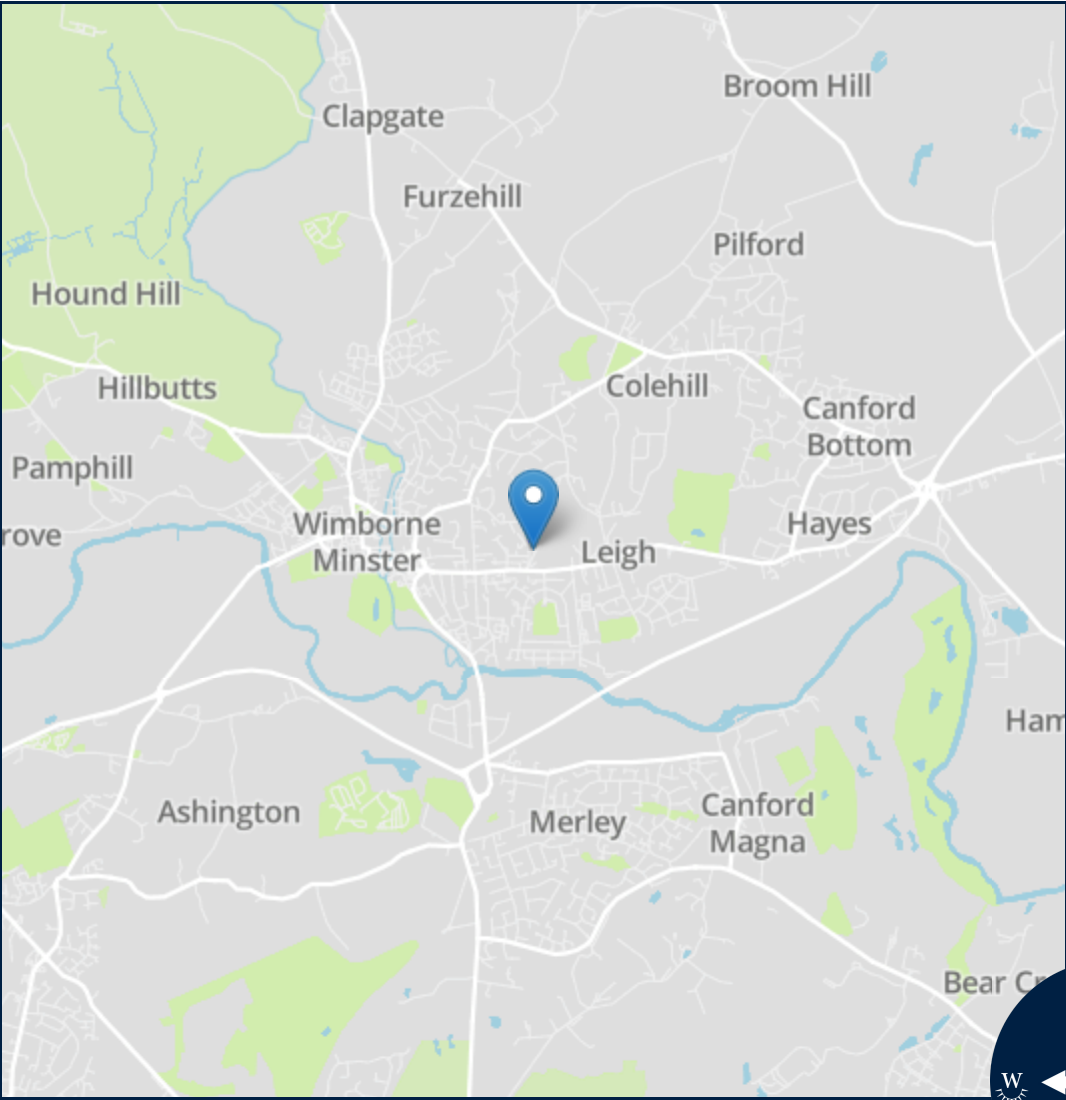 Broom Hill
Clapgate
Furzehill
Pilford
Hound Hill
Hillbutts
Colehill
Canford
Bottom
Pamphill
Wimborne
Minster
Hayes
rove
Leigh
Ham
Ashington
Merley
Canford
Magna
Bear Cr
W